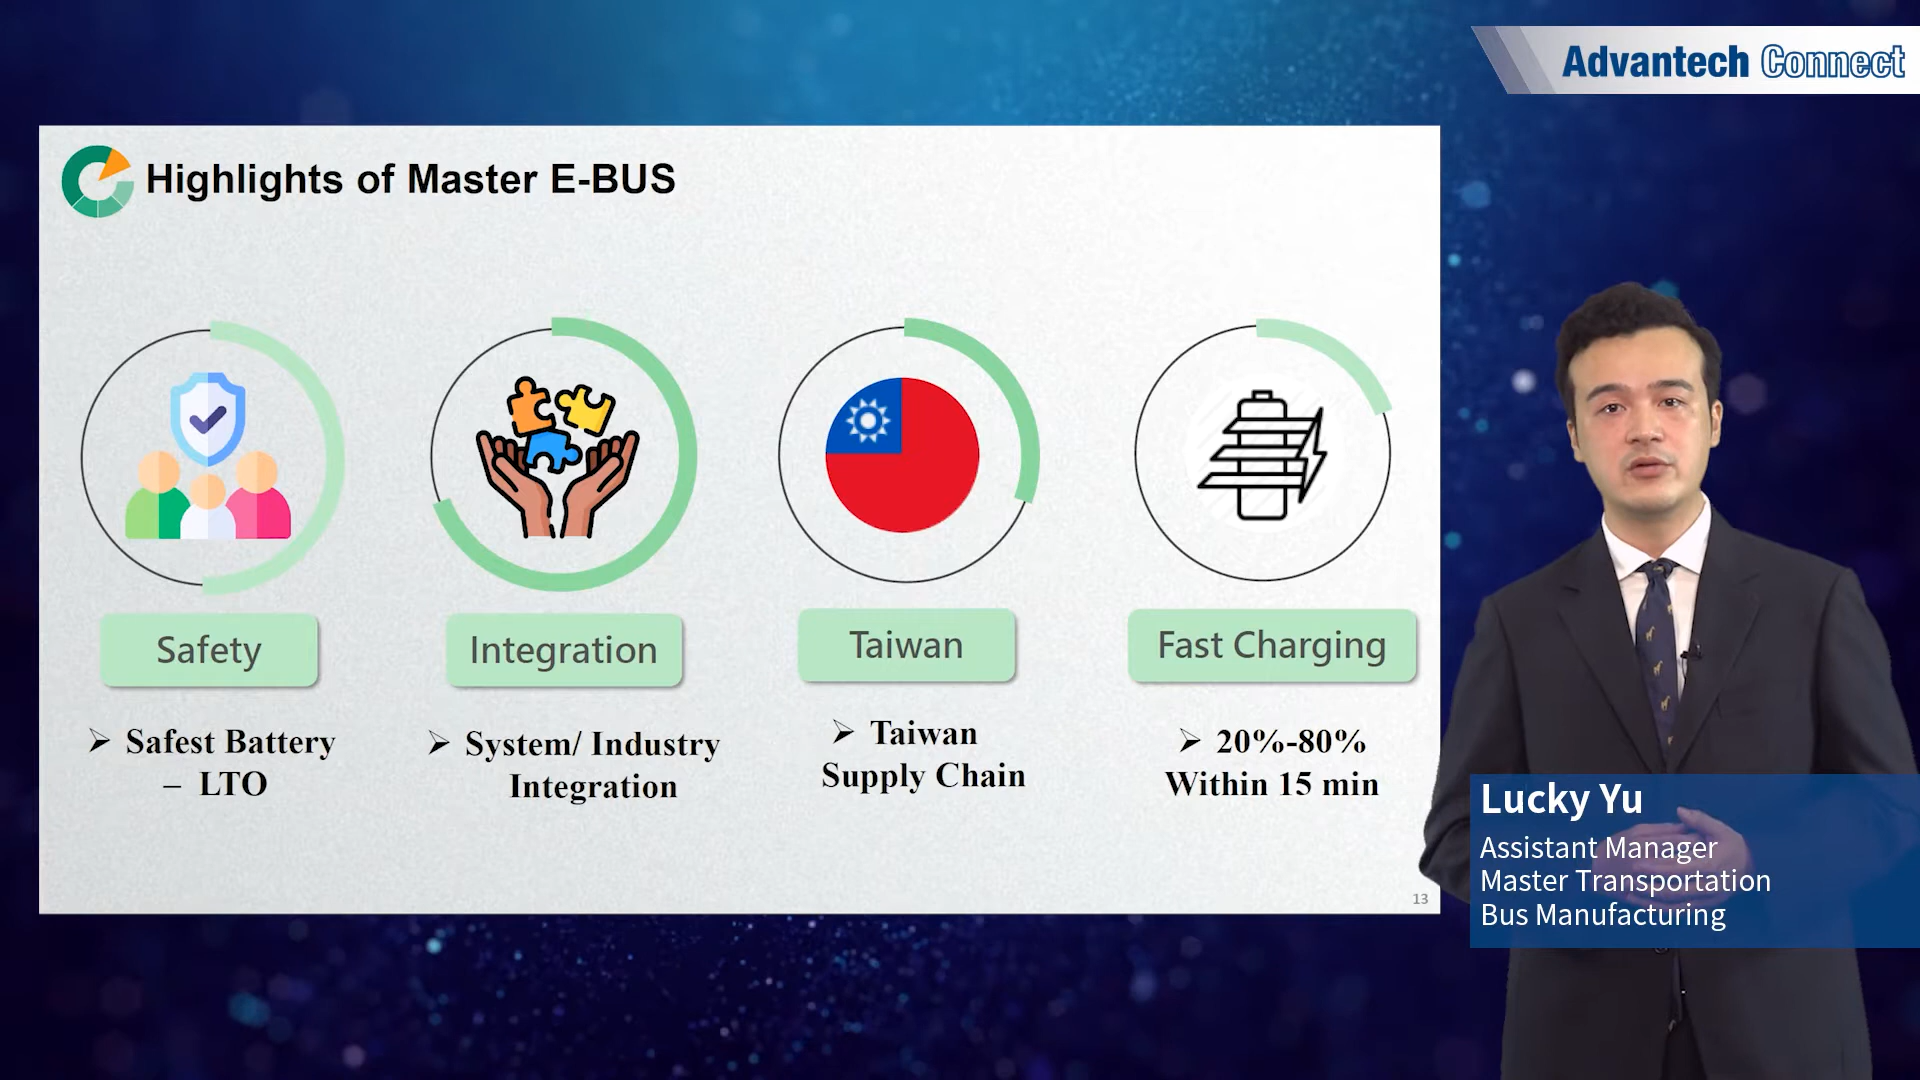 Advantech Connect
Highlights of Master E-BUS
Safety
Integration
Taiwan
Fast Charging
➢ Safest Battery
– LTO
➢ System/ Industry
Integration
➢ Taiwan
Supply Chain
➢ 20%-80%
Within 15 min
13
Lucky Yu
Assistant Manager
Master Transportation
Bus Manufacturing